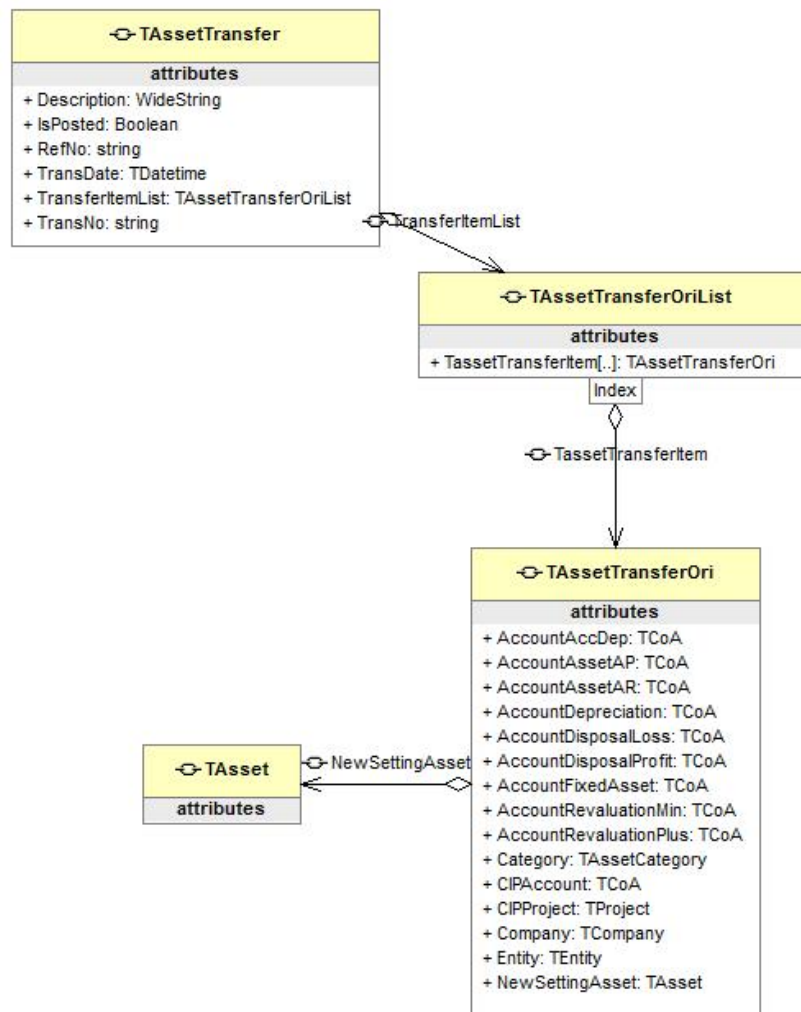 TAssetTransfer
attributes
+ Description: WideString
+ IsPosted: Boolean
+ RefNo: string
+ TransDate: TDatetime
+ TransferItemList: TAssetTransferOriList
+ TransNo: string
TransferItemList
TAssetTransferOriList
attributes
+ TassetTransferItem[..]: TAssetTransferOri
Index
TassetTransferItem
TAssetTransferOri
attributes
+ AccountAccDep: TCoA
+ AccountAssetAP: TCoA
+ AccountAssetAR: TCoA
+ AccountDepreciation: TCoA
+ AccountDisposalLoss: TCoA
+ AccountDisposalProfit: TCoA
+ AccountFixedAsset: TCoA
+ AccountRevaluationMin: TCoA
+ AccountRevaluationPlus: TCoA
+ Category: TAssetCategory
+ CIPAccount: TCoA
+ CIPProject: TProject
+ Company: TCompany
+ Entity: TEntity
+ NewSettingAsset: TAsset
NewSettingAsset
TAsset
attributes